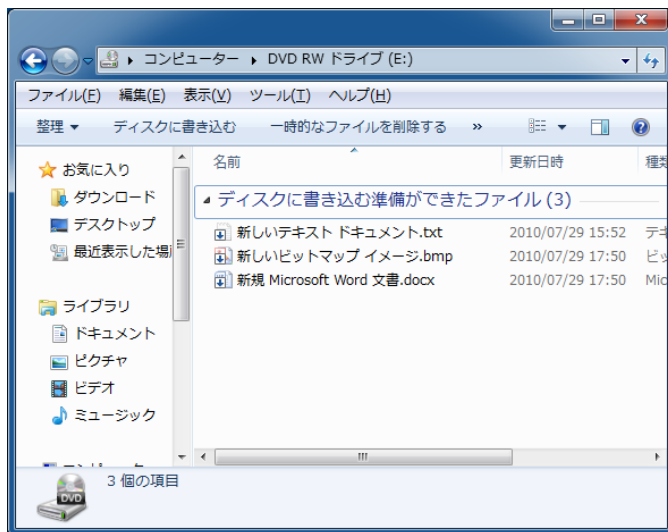 コンピューター ▸ DVD RW ドライブ (E:)
ファイル(F) 編集(E) 表示(V) ツール(T) ヘルプ(H)
整理 ▼ ディスクに書き込む 一時的なファイルを削除する »
名前 更新日時 種類
お気に入り
ダウンロード
デスクトップ
最近表示した場
ライブラリ
ドキュメント
ピクチャ
ビデオ
ミュージック
ディスクに書き込む準備ができたファイル (3)
新しいテキスト ドキュメント.txt 2010/07/29 15:52 テキ
新しいビットマップ イメージ.bmp 2010/07/29 17:50 ビッ
新規 Microsoft Word 文書.docx 2010/07/29 17:50 Mic
3 個の項目
DVD